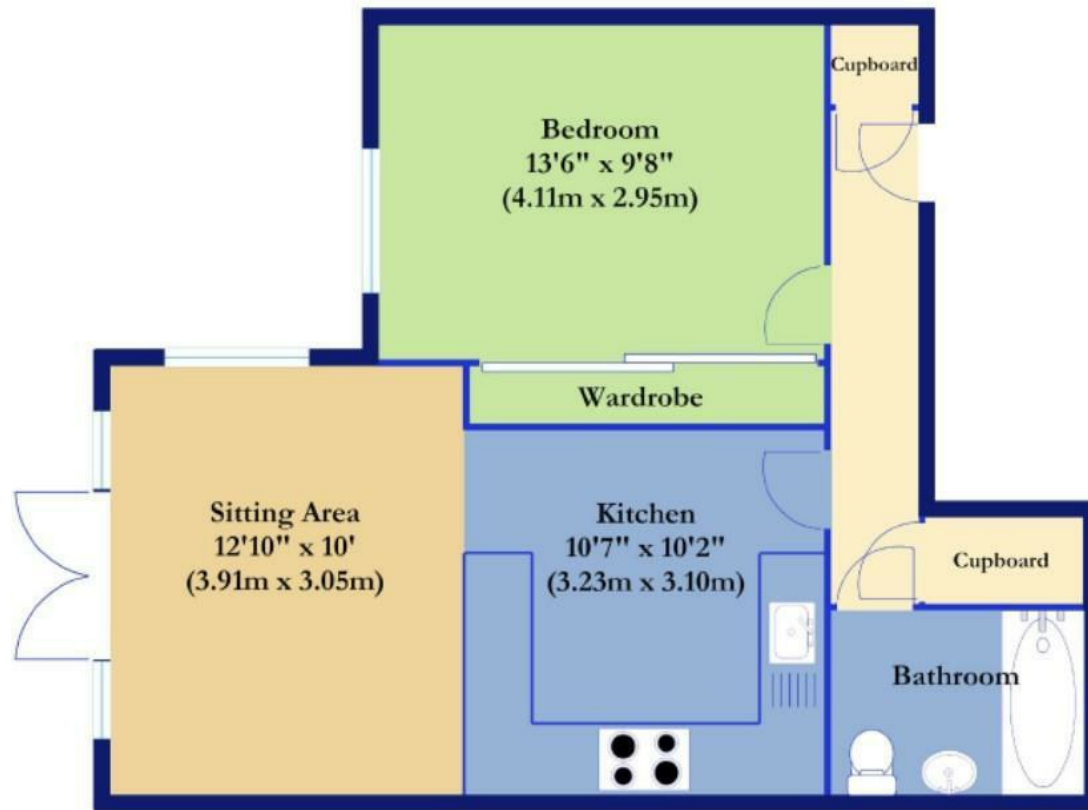 Cupboard
Bedroom
13'6" x 9'8"
(4.11m x 2.95m)
Wardrobe
Sitting Area
12'10" x 10'
(3.91m x 3.05m)
Kitchen
10'7" x 10'2"
(3.23m x 3.10m)
Cupboard
Bathroom